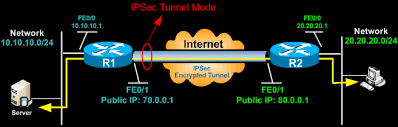 IPSec Tunnel Mode
FE0/0
10.10.10.1
FE0/0
20.20.20.1
Network
10.10.10.0/24
Internet
Network
20.20.20.0/24
R1
R2
IPSec
Encrypted Tunnel
FE0/1
Public IP: 70.0.0.1
FE0/1
Public IP: 80.0.0.1
Server